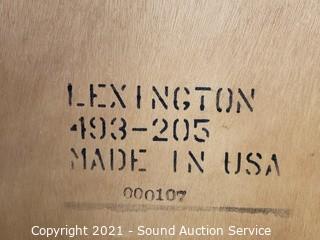 LEXINGTON
493-205
MADE IN USA
000107
Copyright 2021 - Sound Auction Service